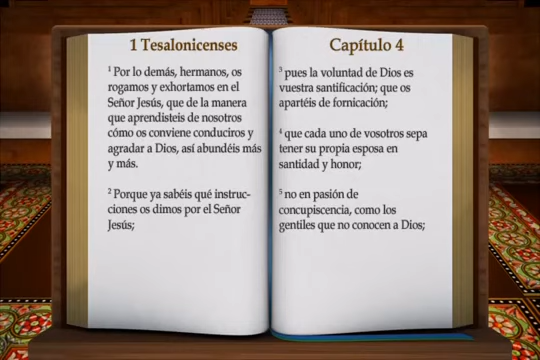 1 Tesalonicenses
¹ Por lo demás, hermanos, os
rogamos y exhortamos en el
Señor Jesús, que de la manera
que aprendisteis de nosotros
cómo os conviene conduciros y
agradar a Dios, así abundéis más
y más.
² Porque ya sabéis qué instruc-
ciones os dimos por el Señor
Jesús;
Capítulo 4
³ pues la voluntad de Dios es
vuestra santificación; que os
apartéis de fornicación;
⁴ que cada uno de vosotros sepa
tener su propia esposa en
santidad y honor;
⁵ no en pasión de
concupiscencia, como los
gentiles que no conocen a Dios;